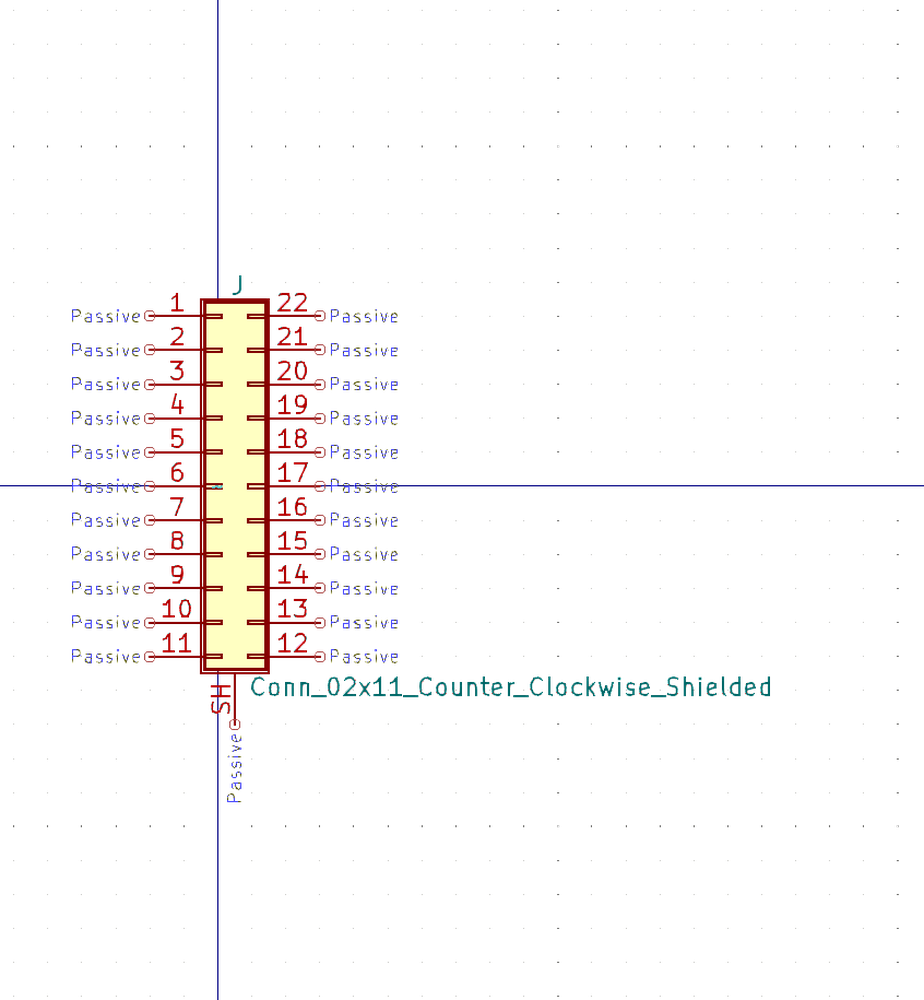 J
Passive 1 22 Passive
Passive 2 21 Passive
Passive 3 20 Passive
Passive 4 19 Passive
Passive 5 18 Passive
Passive 6 17 Passive
Passive 7 16 Passive
Passive 8 15 Passive
Passive 9 14 Passive
Passive 10 13 Passive
Passive 11 12 Passive
SH
Conn_02x11_Counter_Clockwise_Shielded
Passive